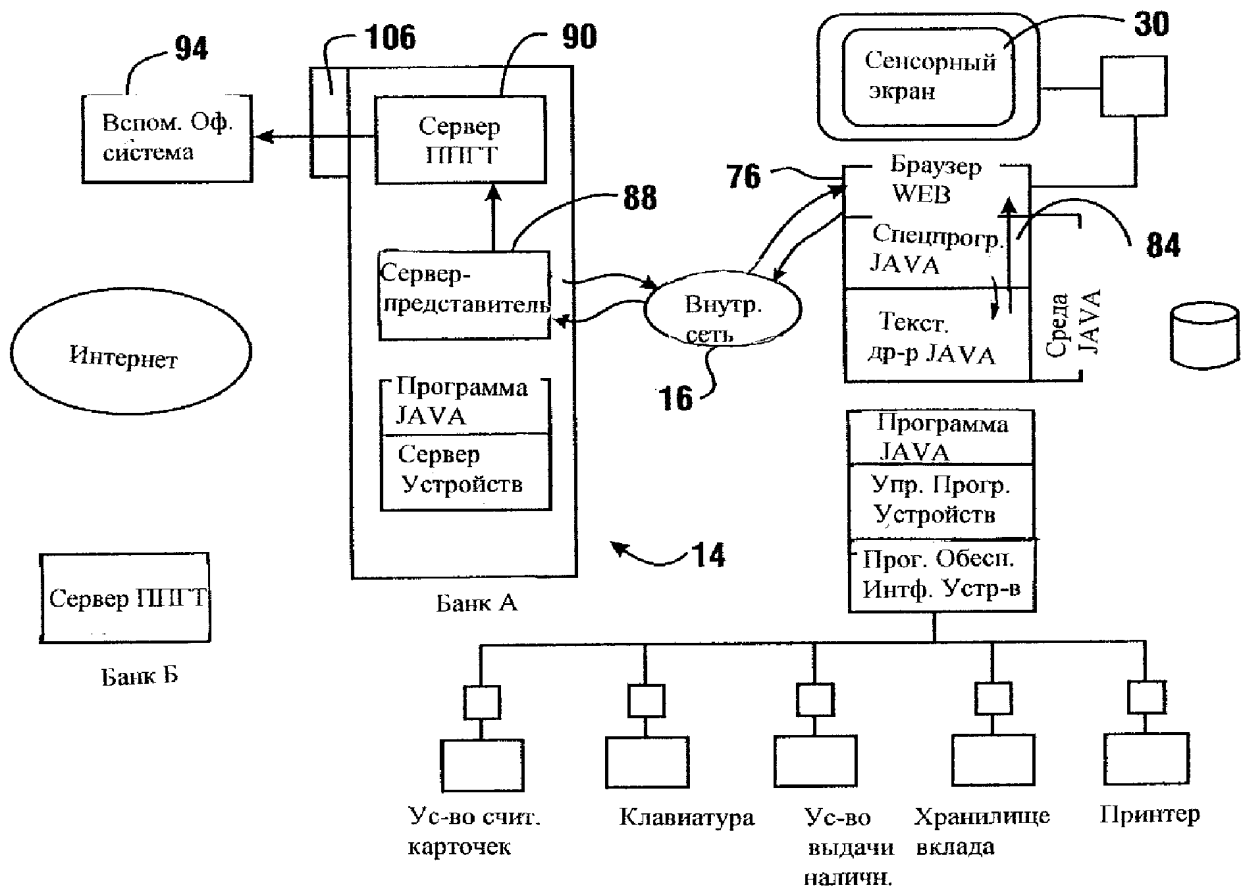 94
106
90
30
Вспом. Оф.
система
Сервер
ППГТ
Сенсорный
экран
76
Браузер
WEB
88
84
Спецпрогр.
JAVA
Сервер-
представитель
Внутр.
сеть
16
Текст.
др-р JAVA
Среда
JAVA
Интернет
Программа
JAVA
Сервер
Устройств
Программа
JAVA
Упр. Прогр.
Устройств
14
Прог. Обесп.
Интф. Устр-в
Банк А
Сервер ППГТ
Банк Б
Ус-во счит.
карточек
Клавиатура
Ус-во
выдачи
наличн.
Хранилище
вклада
Принтер